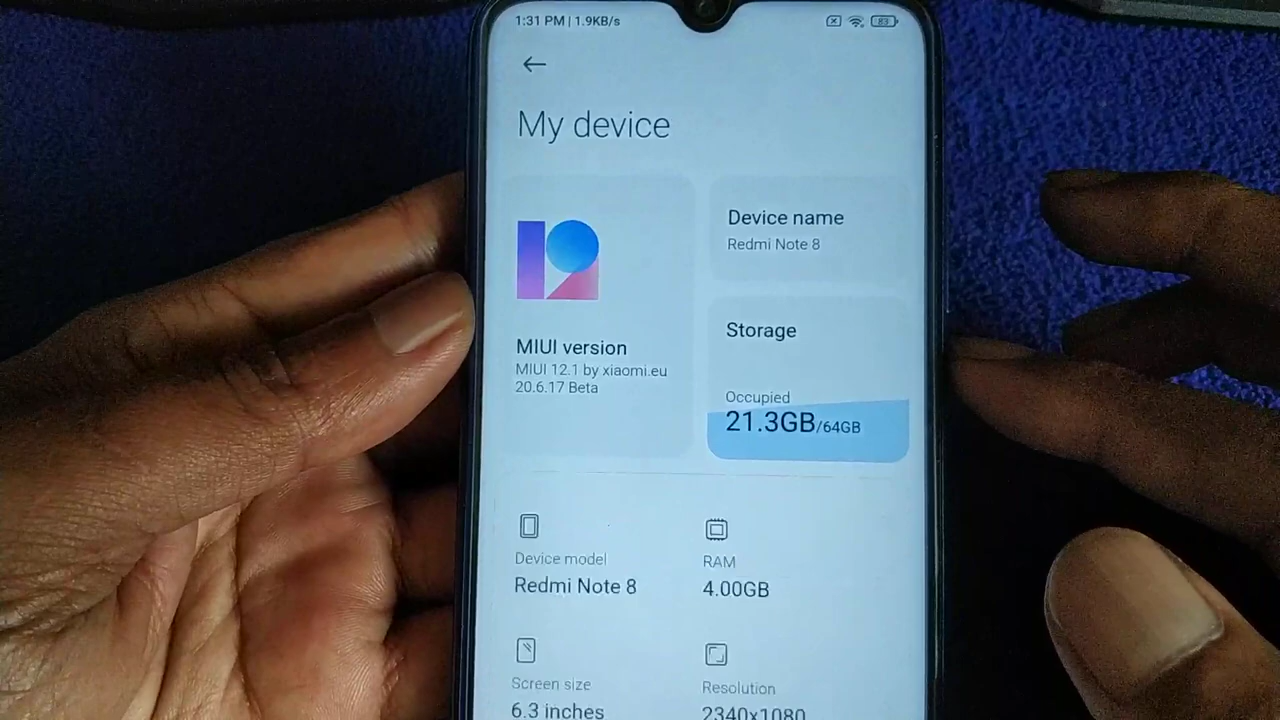 1:31 PM | 1.9KB/s
83
My device
MIUI version
MIUI 12.1 by xiaomi.eu
20.6.17 Beta
Device name
Redmi Note 8
Storage
Occupied
21.3GB/64GB
Device model
Redmi Note 8
RAM
4.00GB
Screen size
6.3 inches
Resolution
2340x1080